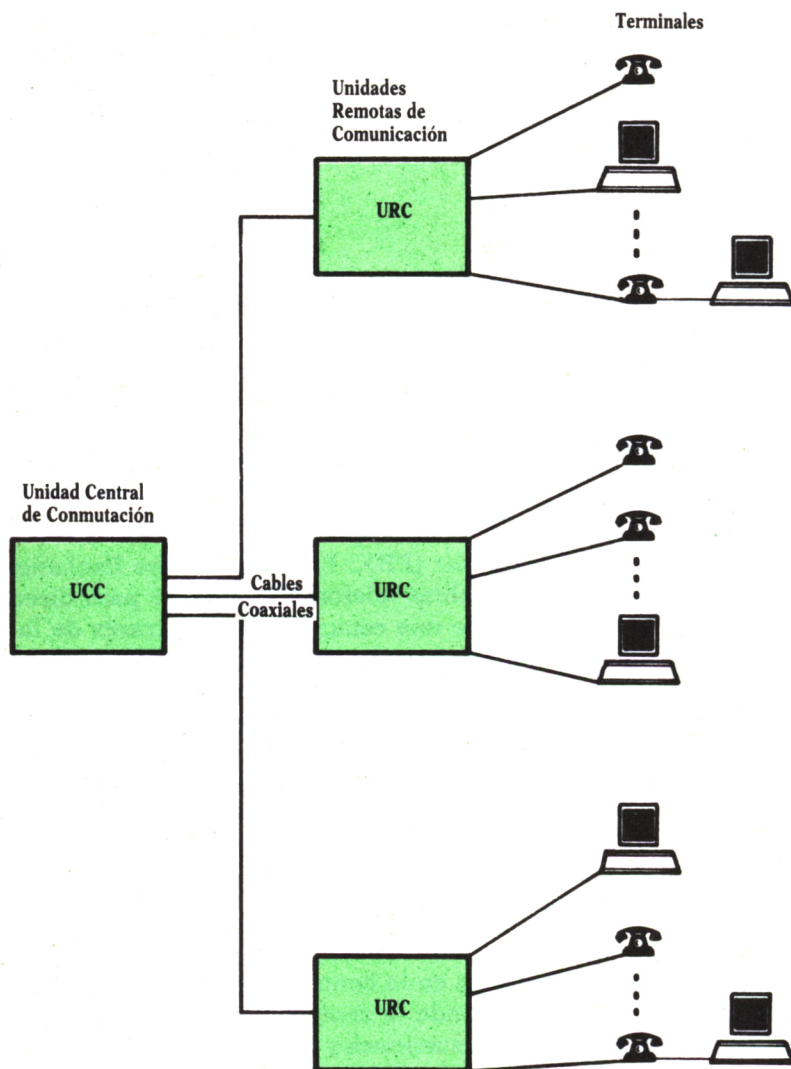 Terminales
Unidades
Remotas de
Comunicación
URC
Unidad Central
de Conmutación
UCC
Cables
Coaxiales
URC
URC